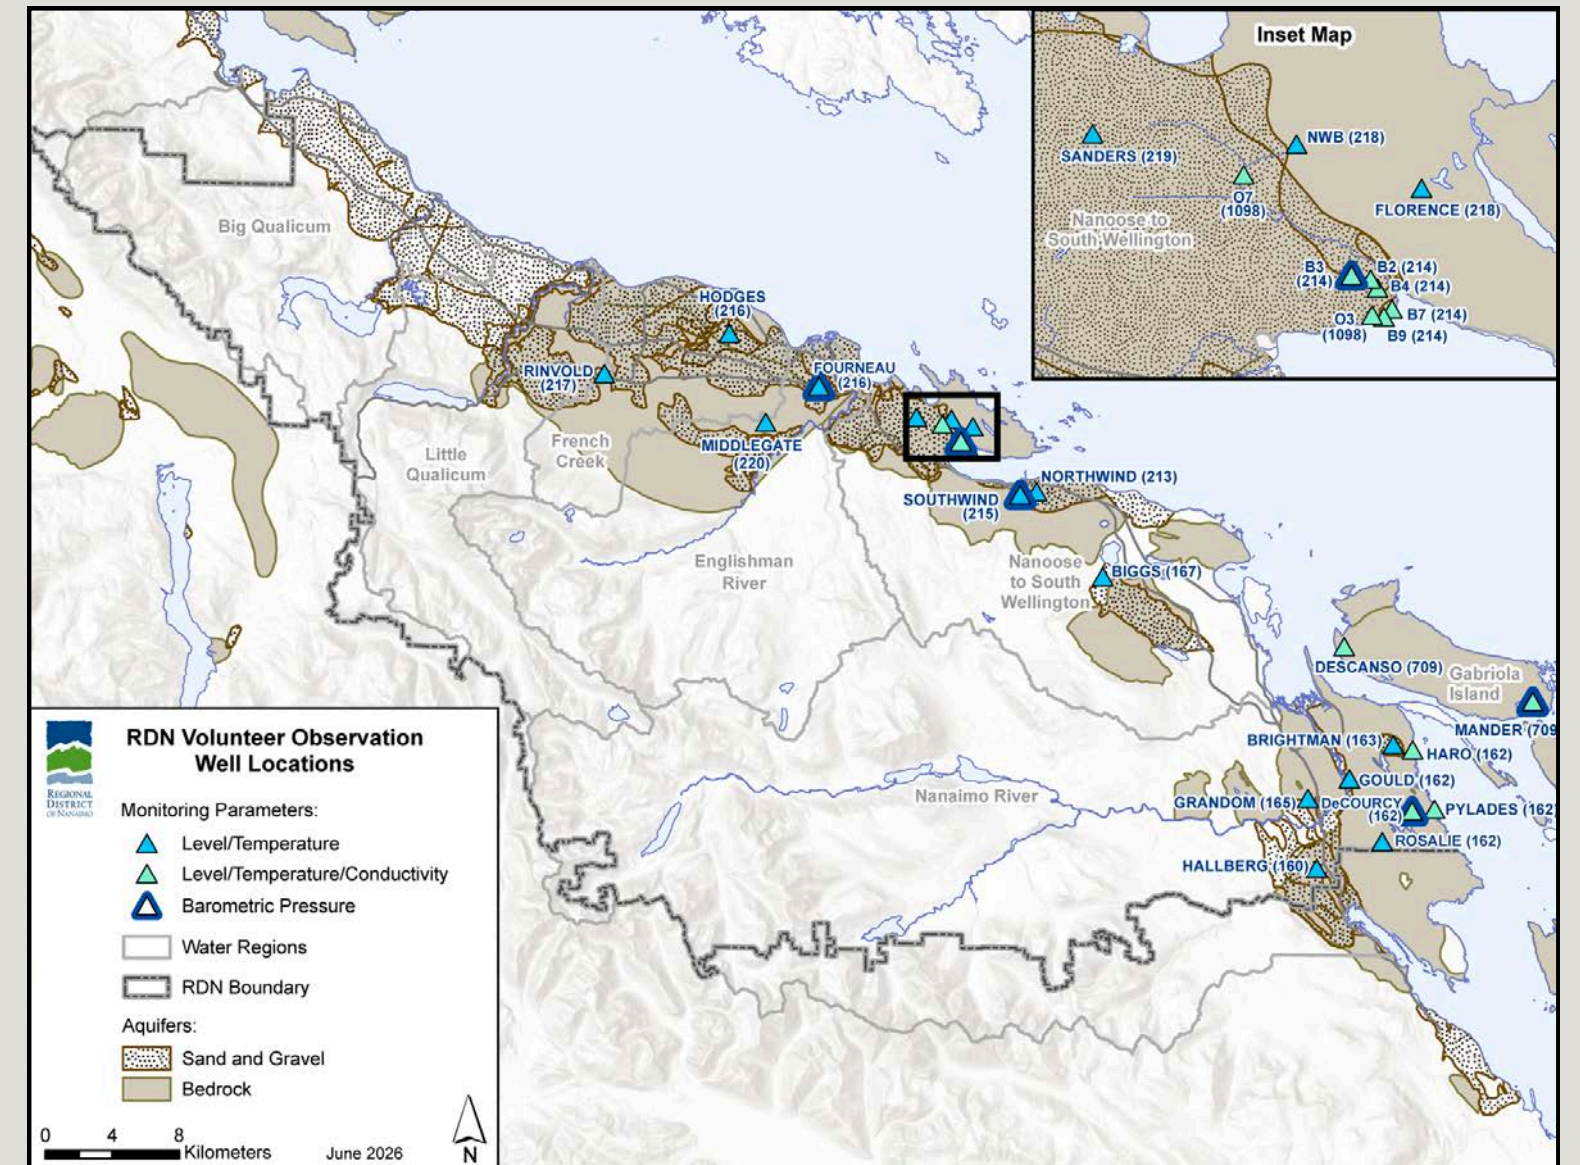 Inset Map
NWB (218)
SANDERS (219)
O7
(1098)
FLORENCE (218)
Nanoose to
South Wellington
B3
(214)
B2 (214)
B4 (214)
B7 (214)
O3
(1098)
B9 (214)
Big Qualicum
HODGES
(216)
RINVOLD
(217)
FOURNEAU
(216)
MIDDLEGATE
(220)
French
Creek
Little
Qualicum
NORTHWIND (213)
SOUTHWIND
(215)
Englishman
River
Nanoose
to South
Wellington
BIGGS (167)
DESCANSO (709)
Gabriola
Island
MANDER (709
BRIGHTMAN (163)
HARO (162)
GOULD (162)
Nanaimo River
GRANDOM (165)
DeCOURCY
(162)
PYLADES (162)
ROSALIE (162)
HALLBERG (160)
REGIONAL
DISTRICT
OF NANAIMO
RDN Volunteer Observation
Well Locations
Monitoring Parameters:
Level/Temperature
Level/Temperature/Conductivity
Barometric Pressure
Water Regions
RDN Boundary
Aquifers:
Sand and Gravel
Bedrock
0 4 8
Kilometers
June 2026
N